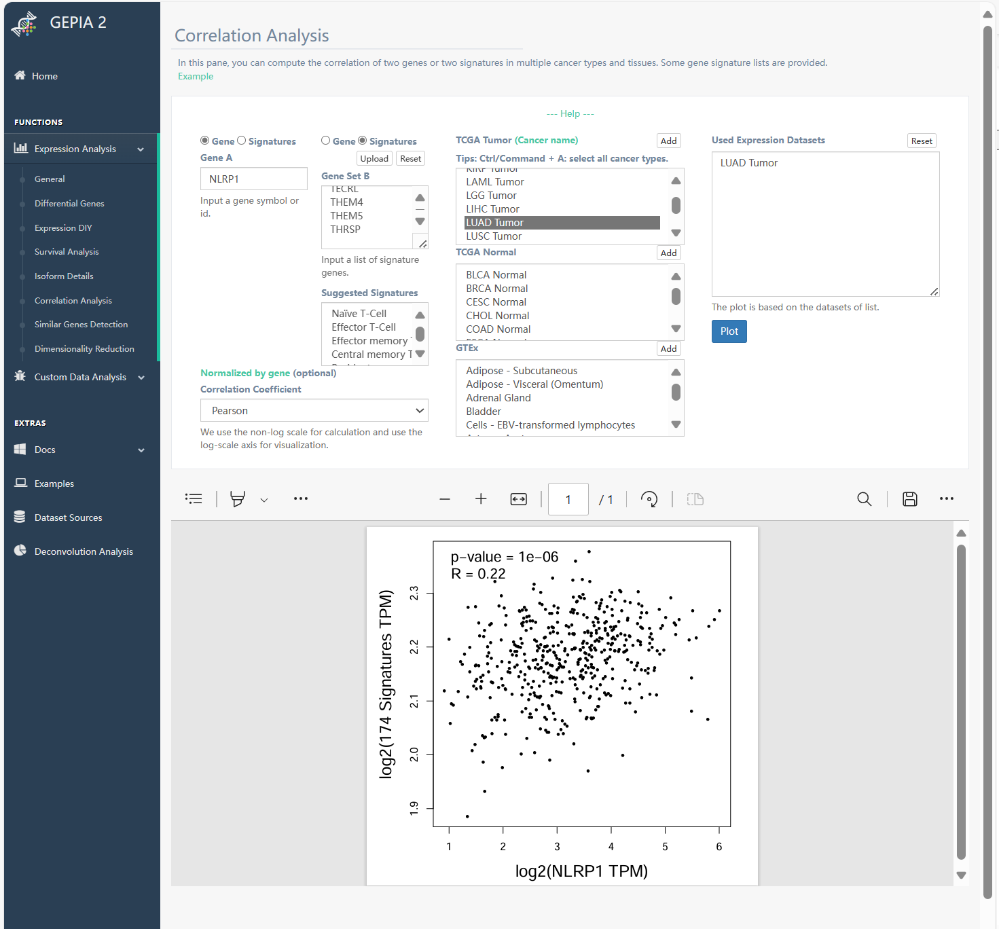 GEPIA 2
Home
FUNCTIONS
Expression Analysis
General
Differential Genes
Expression DIY
Survival Analysis
Isoform Details
Correlation Analysis
Similar Genes Detection
Dimensionality Reduction
Custom Data Analysis
EXTRAS
Docs
Examples
Dataset Sources
Deconvolution Analysis
Correlation Analysis
In this pane, you can compute the correlation of two genes or two signatures in multiple cancer types and tissues. Some gene signature lists are provided.
Example
--- Help ---
Gene Signatures
Gene A
NLRP1
Input a gene symbol or
id.
Gene Signatures
Upload Reset
Gene Set B
TECRL
THEM4
THEM5
THRSP
Input a list of signature
genes.
Suggested Signatures
Naïve T-Cell
Effector T-Cell
Effector memory
Central memory T
Normalized by gene (optional)
Correlation Coefficient
Pearson
We use the non-log scale for calculation and use the
log-scale axis for visualization.
TCGA Tumor (Cancer name) Add
Tips: Ctrl/Command + A: select all cancer types.
KIRP Tumor
LAML Tumor
LGG Tumor
LIHC Tumor
LUAD Tumor
LUSC Tumor
TCGA Normal Add
BLCA Normal
BRCA Normal
CESC Normal
CHOL Normal
COAD Normal
ESCA Normal
GTEx Add
Adipose - Subcutaneous
Adipose - Visceral (Omentum)
Adrenal Gland
Bladder
Cells - EBV-transformed lymphocytes
Used Expression Datasets Reset
LUAD Tumor
The plot is based on the datasets of list.
Plot
1 / 1
p-value = 1e-06
R = 0.22
log2(174 Signatures TPM)
2.3
2.2
2.1
2.0
1.9
1 2 3 4 5 6
log2(NLRP1 TPM)